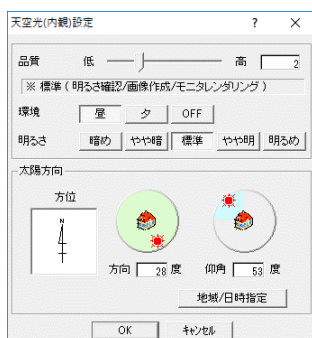 天空光(内観)設定 ? ×
品質 低 高 2
※ 標準 ( 明るさ確認/画像作成/モニタレンダリング )
環境 昼 夕 OFF
明るさ 暗め やや暗 標準 やや明 明るめ
太陽方向
方位
N
方向 28 度 仰角 53 度
地域/日時指定
OK キャンセル